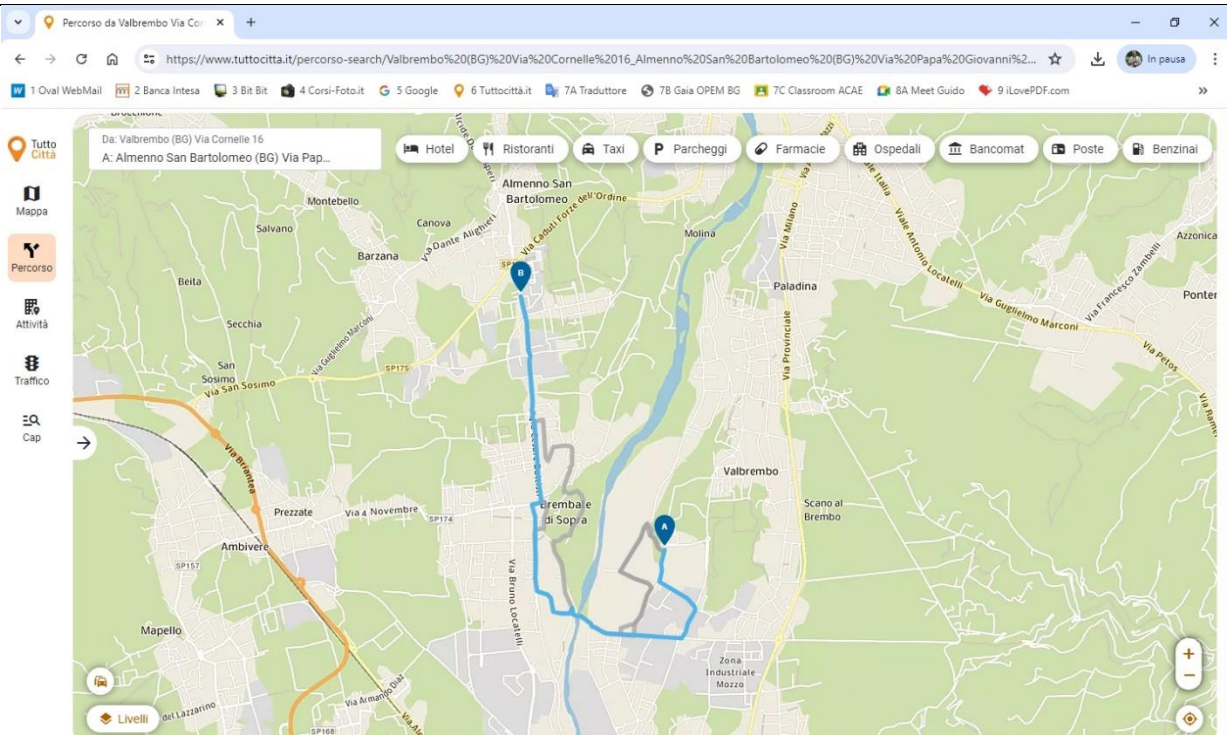 Percorso da Valbrembo Via Cor
https://www.tuttocitta.it/percorso-search/Valbrembo%20(BG)%20Via%20Cornelle%2016_Almenno%20San%20Bartolomeo%20(BG)%20Via%20Papa%20Giovanni%2...
In pausa
1 Oval WebMail
2 Banca Intesa
3 Bit Bit
4 Corsi-Foto.it
5 Google
6 Tuttocittà.it
7A Traduttore
7B Gaia OPEM BG
7C Classroom ACAE
8A Meet Guido
9 iLovePDF.com
Tutto
Città
Mappa
Percorso
Attività
Traffico
Cap
Da: Valbrembo (BG) Via Cornelle 16
A: Almenno San Bartolomeo (BG) Via Pap...
Hotel
Ristoranti
Taxi
Parcheggi
Farmacie
Ospedali
Bancomat
Poste
Benzinai
Almenno San
Bartolomeo
Via Caduti Forze dell'Ordine
Montebello
Salvano
Canova
Via Dante Alighieri
Barzana
Molina
Via Milano
Viale Italia
Viale Antonio Locatelli
Azzonica
Via Francesco Zambelli
Beita
B
Paladina
Via Guglielmo Marconi
Ponter
Secchia
Via Guglielmo Marconi
Via Provinciale
Via Petos
SP175
San
Sosimo
Via San Sosimo
Via Rame
Via Briantea
Valbrembo
Prezzate
Via 4 Novembre
SP174
Brembate
di Sopra
Scano al
Brembo
A
Ambivere
SP157
Via Bruno Locatelli
Mapello
Zona
Industriale
Mozzo
Via Armando Diaz
Livelli
del Lazzarino
SP168